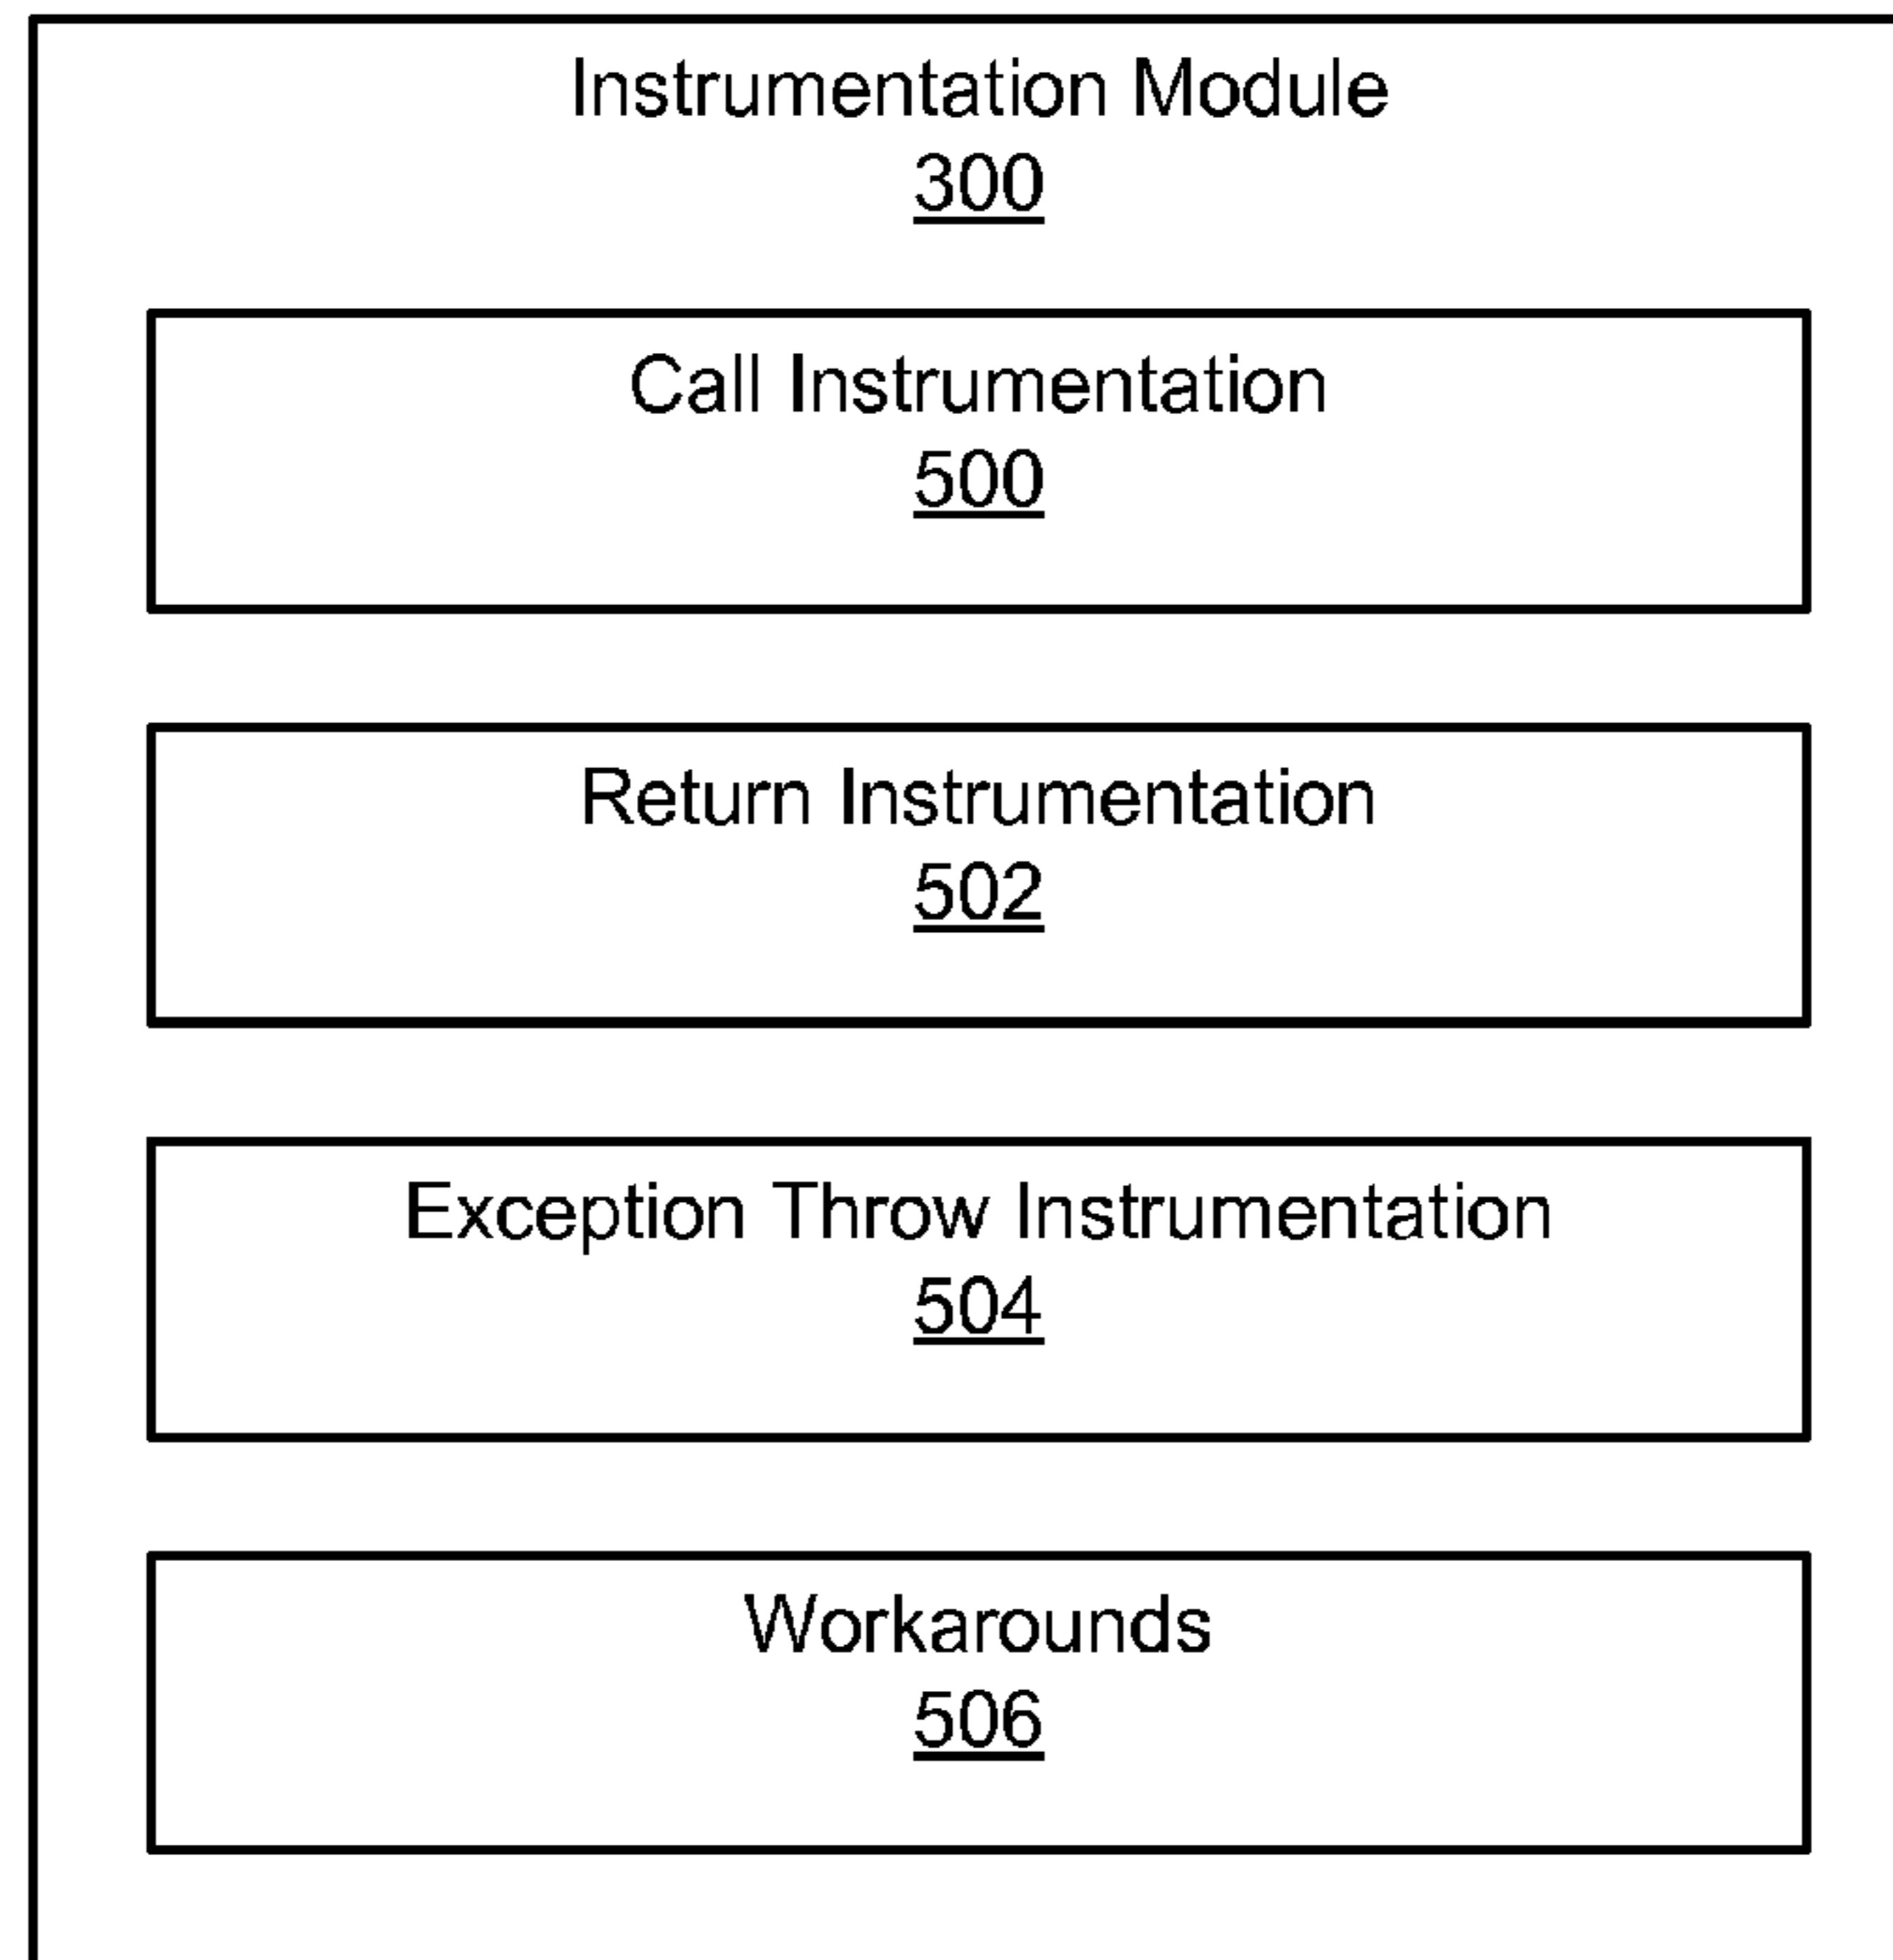 Instrumentation Module
300
Call Instrumentation
500
Return Instrumentation
502
Exception Throw Instrumentation
504
Workarounds
506